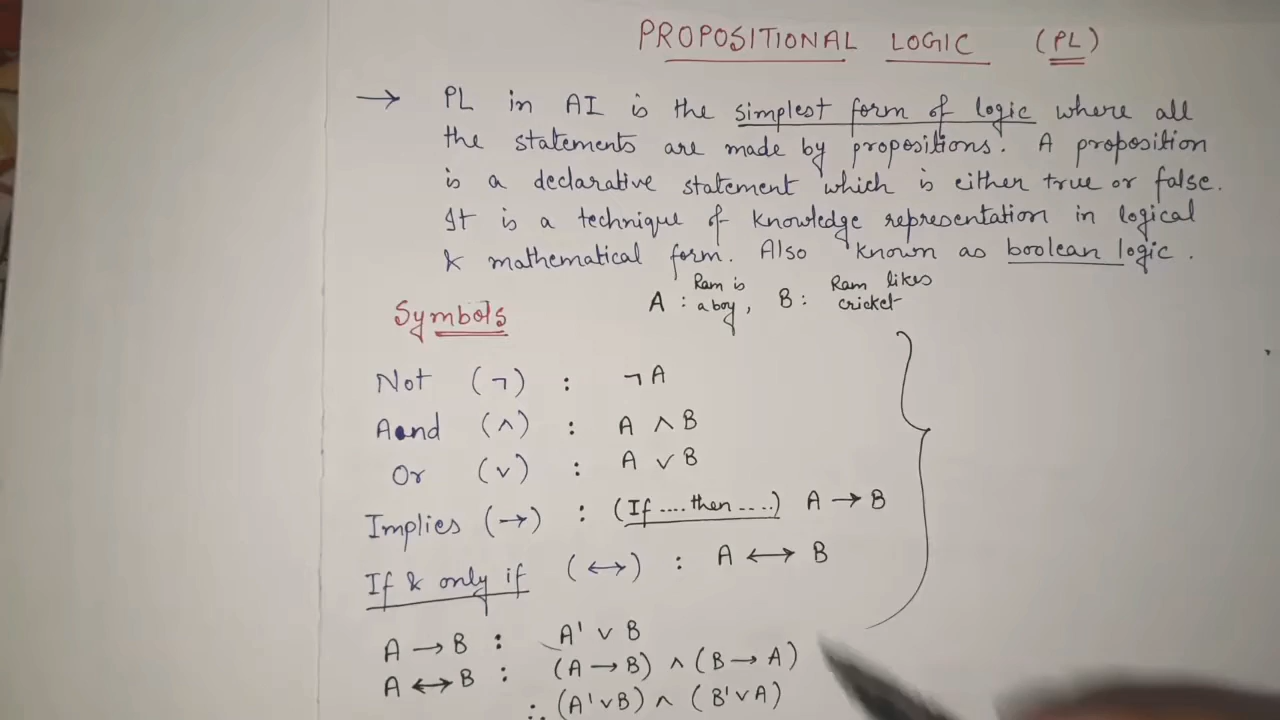 PROPOSITIONAL LOGIC (PL)
→ PL in AI is the simplest form of logic where all
the statements are made by propositions. A proposition
is a declarative statement which is either true or false.
It is a technique of knowledge representation in logical
& mathematical form. Also known as boolean logic.
A : Ram is a boy, B : Ram likes cricket
Symbols
Not (¬) : ¬A
And (∧) : A ∧ B
Or (∨) : A ∨ B
Implies (→) : (If ....then ....) A → B
If & only if (↔) : A ↔ B
A → B : A' ∨ B
A ↔ B : (A → B) ∧ (B → A)
∴ (A'∨B) ∧ (B'∨A)